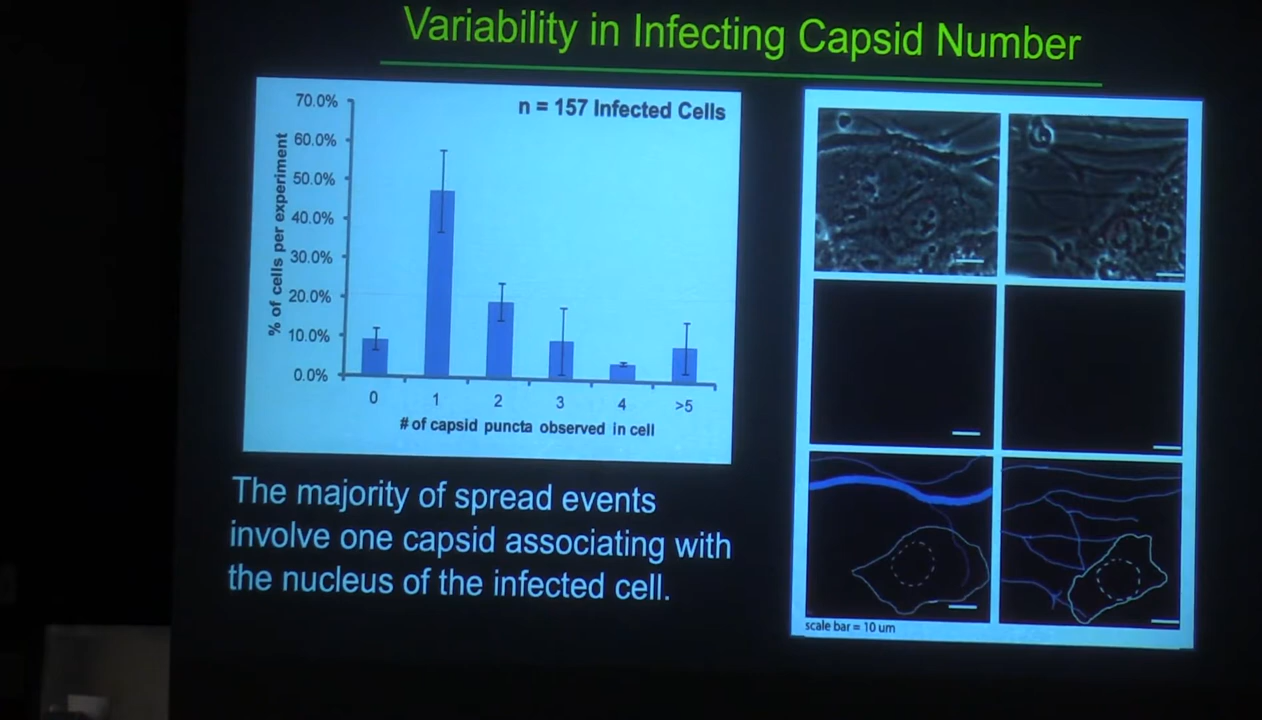 Variability in Infecting Capsid Number
n = 157 Infected Cells
70.0%
60.0%
50.0%
40.0%
30.0%
20.0%
10.0%
0.0%
% of cells per experiment
0 1 2 3 4 >5
# of capsid puncta observed in cell
The majority of spread events
involve one capsid associating with
the nucleus of the infected cell.
scale bar = 10 um